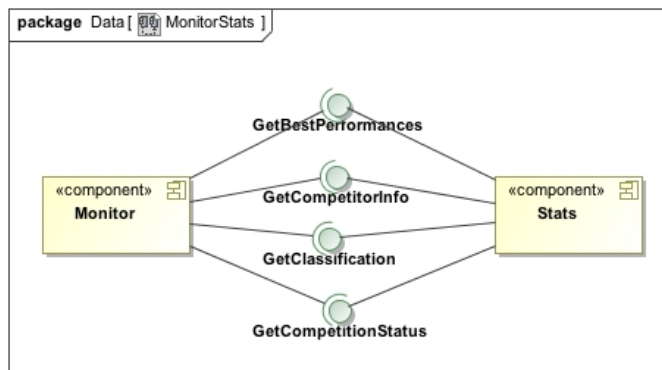 package Data [ MonitorStats ]
GetBestPerformances
«component» «component»
GetCompetitorInfo
Monitor Stats
GetClassification
GetCompetitionStatus